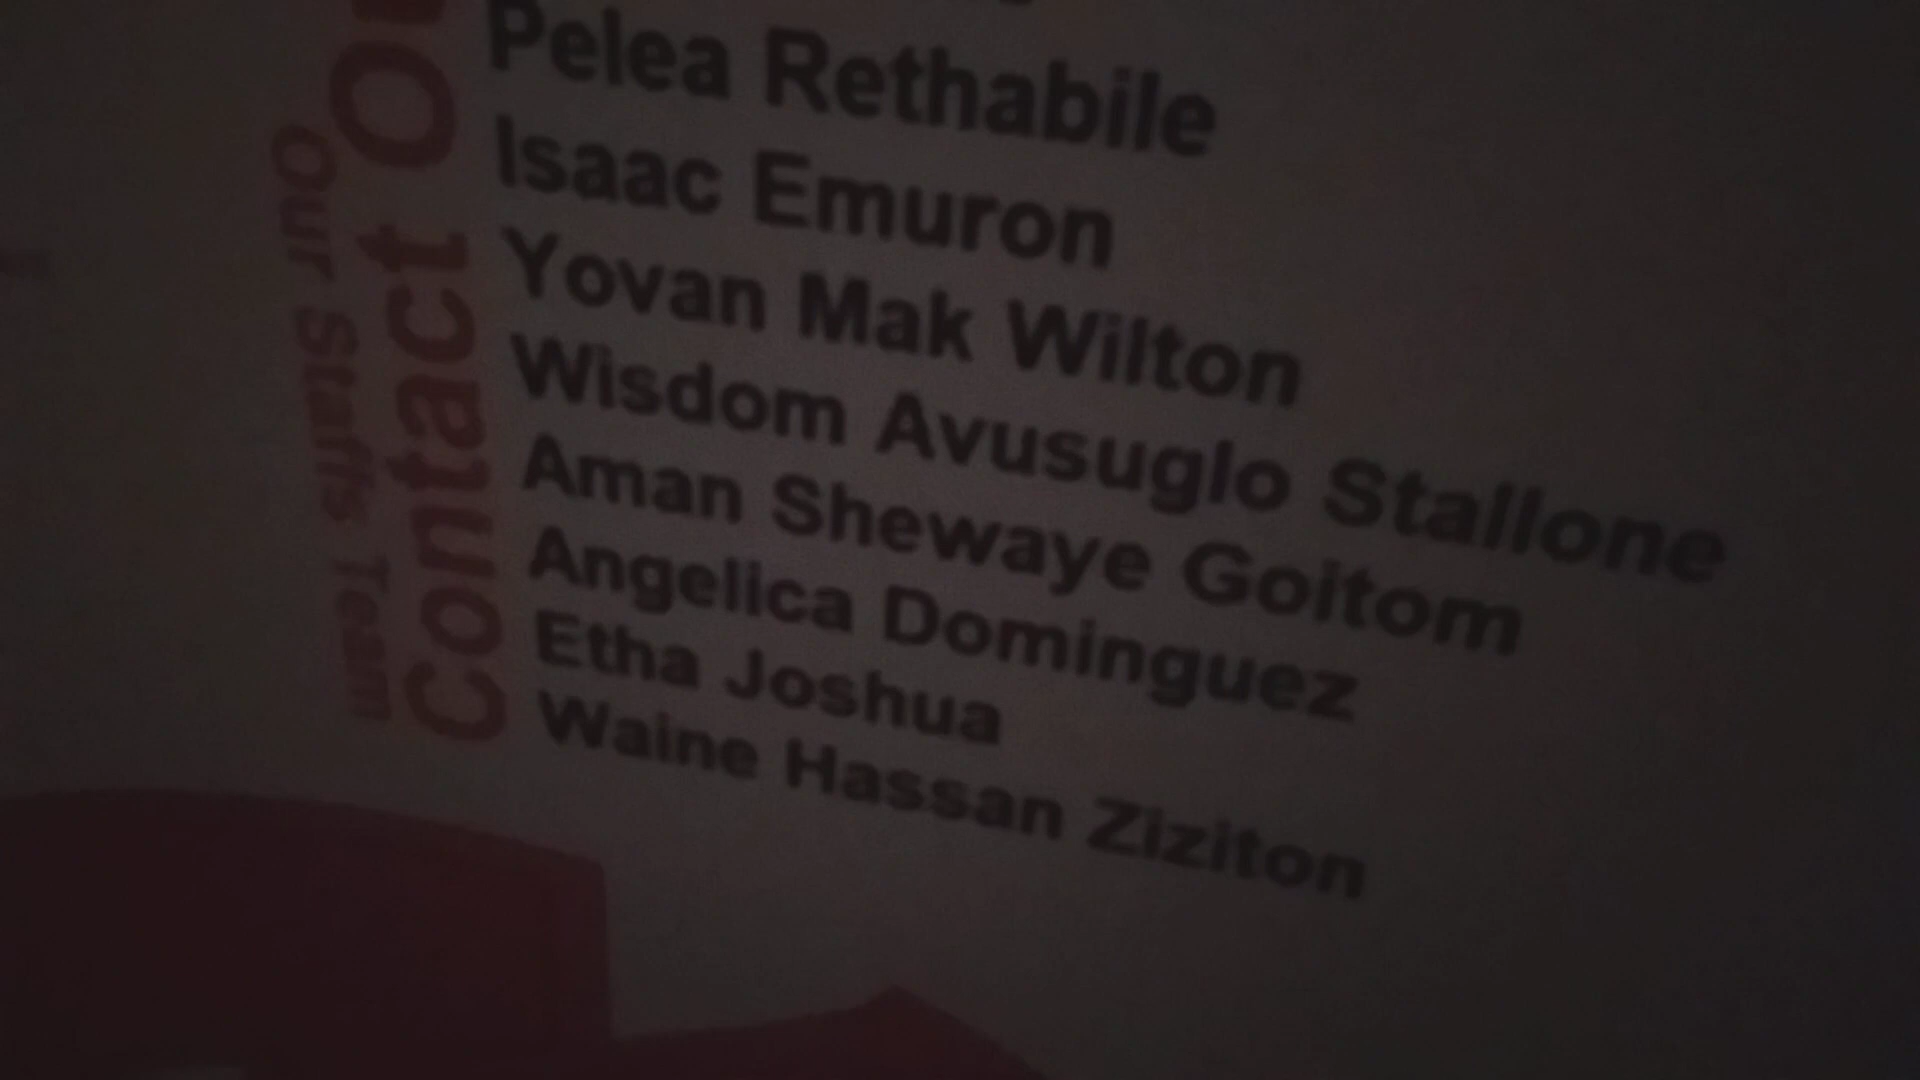 Pelea Rethabile
Isaac Emuron
Yovan Mak Wilton
Wisdom Avusuglo Stallone
Aman Shewaye Goitom
Angelica Dominguez
Etha Joshua
Waine Hassan Ziziton
Contact
Our Staffs Team